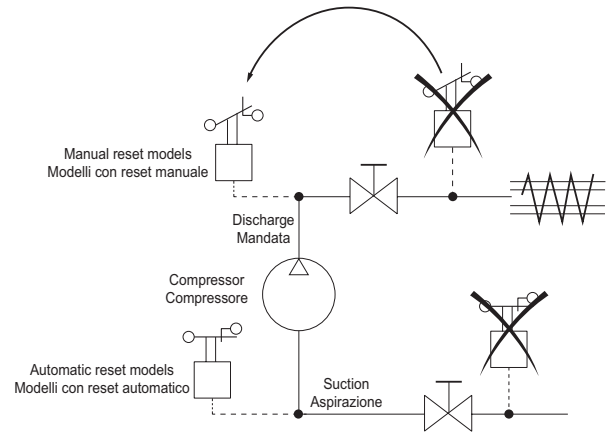 Manual reset models
Modelli con reset manuale
Discharge
Mandata
Compressor
Compressore
Automatic reset models
Modelli con reset automatico
Suction
Aspirazione